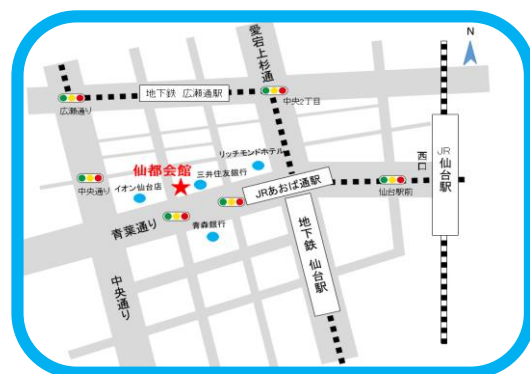 愛宕上杉通
N
地下鉄 広瀬通駅
広瀬通り
中央2丁目
リッチモンドホテル
仙都会館
三井住友銀行
中央通り
イオン仙台店
JRあおば通駅
西口
JR仙台駅
仙台駅前
青葉通り
青森銀行
地下鉄 仙台駅
中央通り